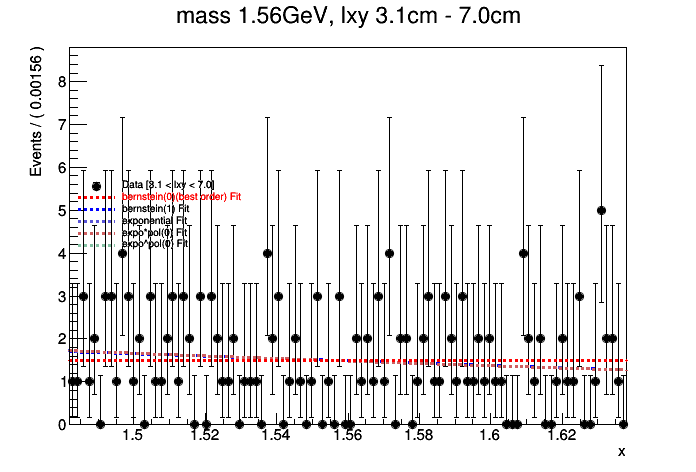 mass 1.56GeV, lxy 3.1cm - 7.0cm
Events / ( 0.00156 )
8
7
6
5
4
3
2
1
0
Data [3.1 < lxy < 7.0]
bernstein(0)(best order) Fit
bernstein(1) Fit
exponential Fit
expo*pol(0) Fit
expo^pol(0) Fit
1.5 1.52 1.54 1.56 1.58 1.6 1.62
x